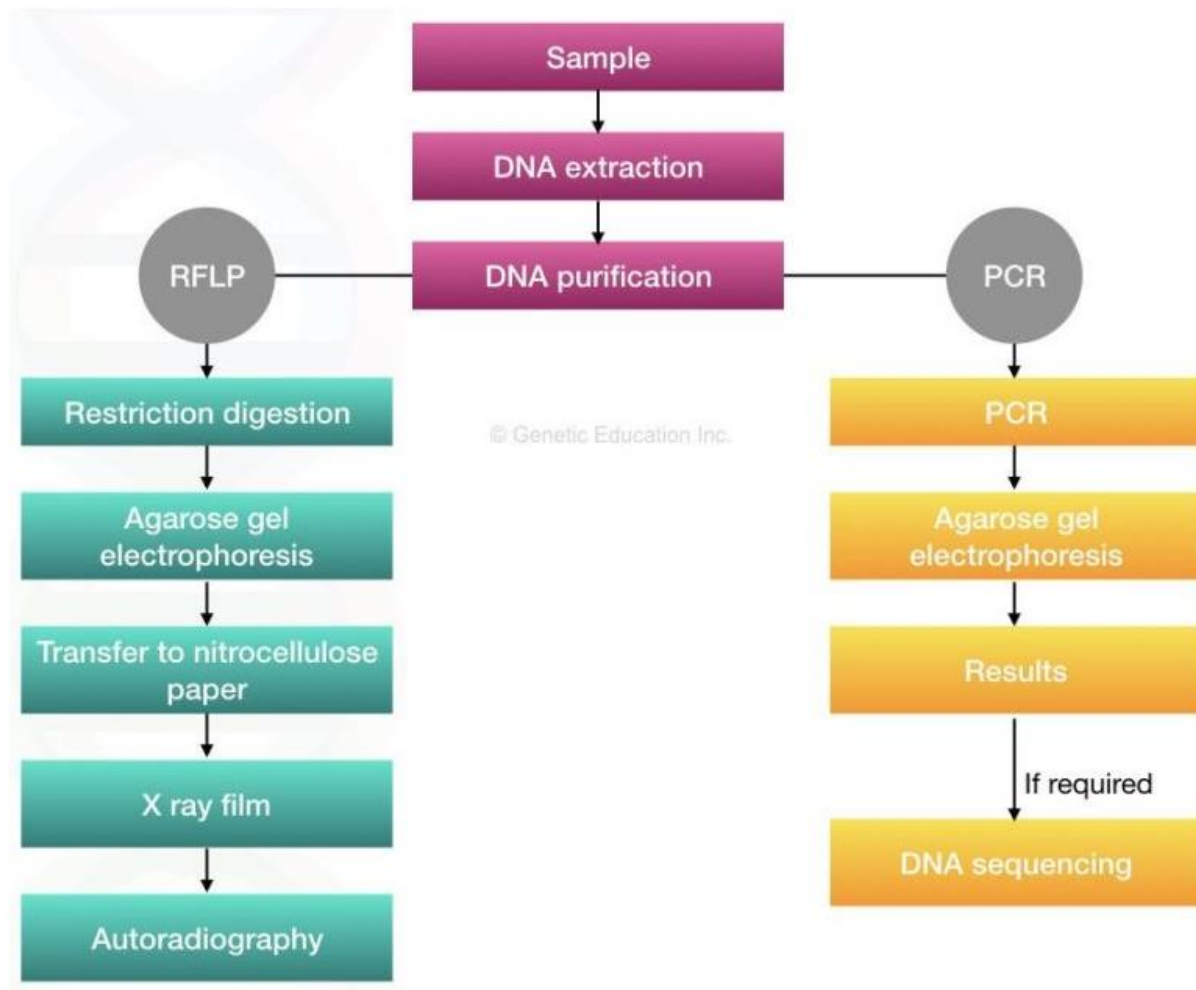 Sample
DNA extraction
RFLP
DNA purification
PCR
Restriction digestion
Agarose gel
electrophoresis
Transfer to nitrocellulose
paper
X ray film
Autoradiography
© Genetic Education Inc.
PCR
Agarose gel
electrophoresis
Results
If required
DNA sequencing